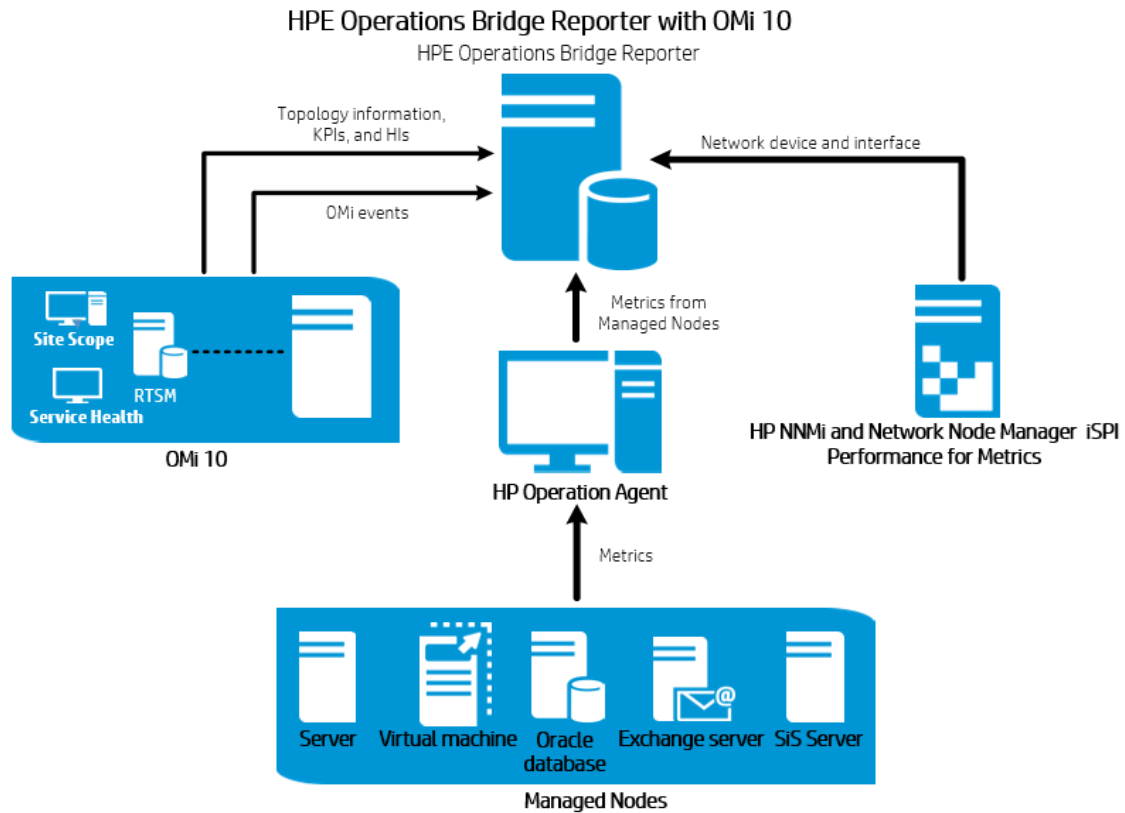 HPE Operations Bridge Reporter with OMi 10
HPE Operations Bridge Reporter
Topology information,
KPIs, and HIs
Network device and interface
OMi events
Metrics from
Managed Nodes
Site Scope
RTSM
Service Health
OMi 10
HP Operation Agent
HP NNMi and Network Node Manager iSPI
Performance for Metrics
Metrics
Server
Virtual machine
Oracle
database
@
Exchange server
SiS Server
Managed Nodes